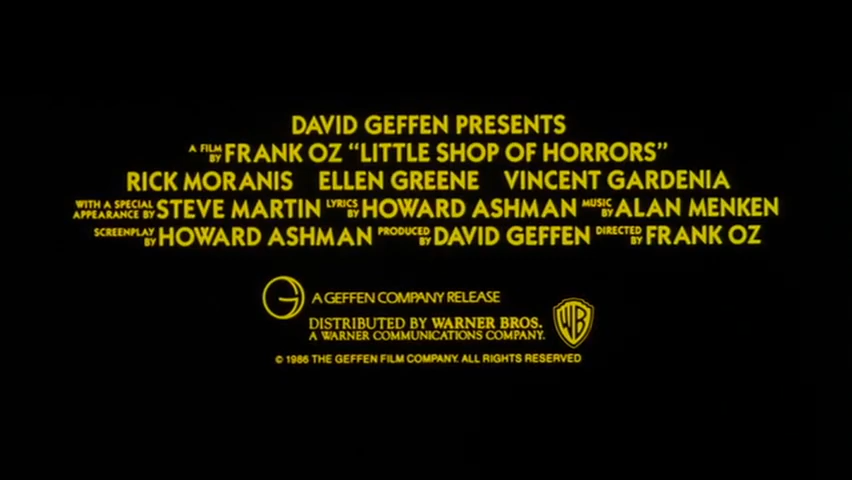 DAVID GEFFEN PRESENTS
A FILM BY FRANK OZ "LITTLE SHOP OF HORRORS"
RICK MORANIS ELLEN GREENE VINCENT GARDENIA
WITH A SPECIAL APPEARANCE BY STEVE MARTIN LYRICS BY HOWARD ASHMAN MUSIC BY ALAN MENKEN
SCREENPLAY BY HOWARD ASHMAN PRODUCED BY DAVID GEFFEN DIRECTED BY FRANK OZ
G A GEFFEN COMPANY RELEASE
DISTRIBUTED BY WARNER BROS. WB
A WARNER COMMUNICATIONS COMPANY.
© 1986 THE GEFFEN FILM COMPANY. ALL RIGHTS RESERVED